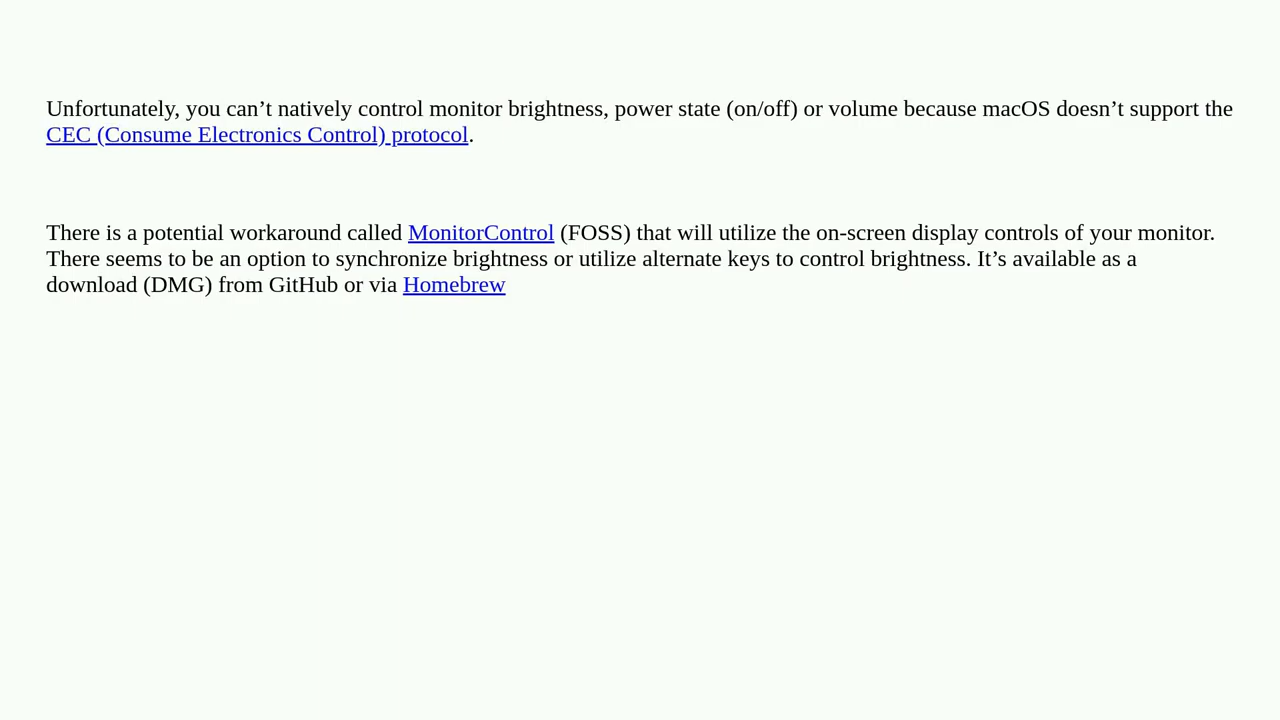 Unfortunately, you can’t natively control monitor brightness, power state (on/off) or volume because macOS doesn’t support the
CEC (Consume Electronics Control) protocol.
There is a potential workaround called MonitorControl (FOSS) that will utilize the on-screen display controls of your monitor.
There seems to be an option to synchronize brightness or utilize alternate keys to control brightness. It’s available as a
download (DMG) from GitHub or via Homebrew